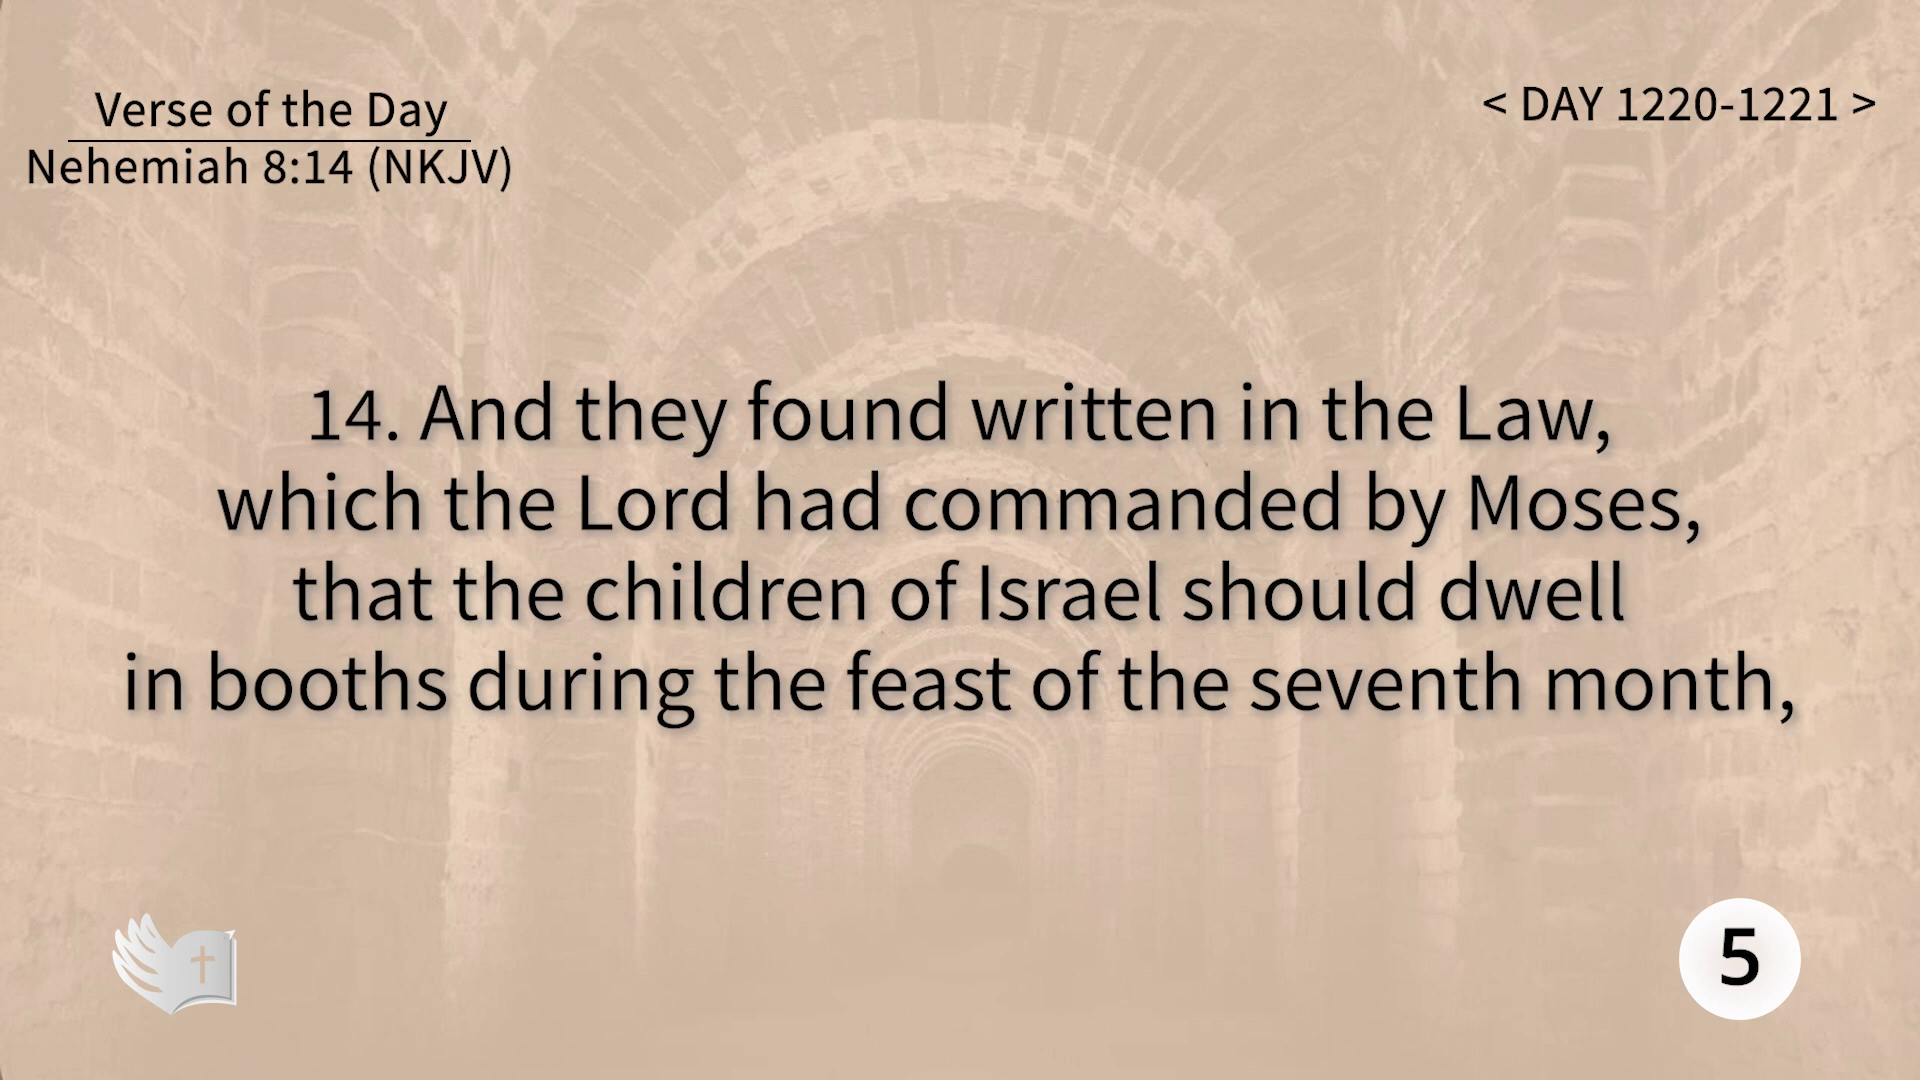 Verse of the Day
Nehemiah 8:14 (NKJV)
< DAY 1220-1221 >
14. And they found written in the Law,
which the Lord had commanded by Moses,
that the children of Israel should dwell
in booths during the feast of the seventh month,
5